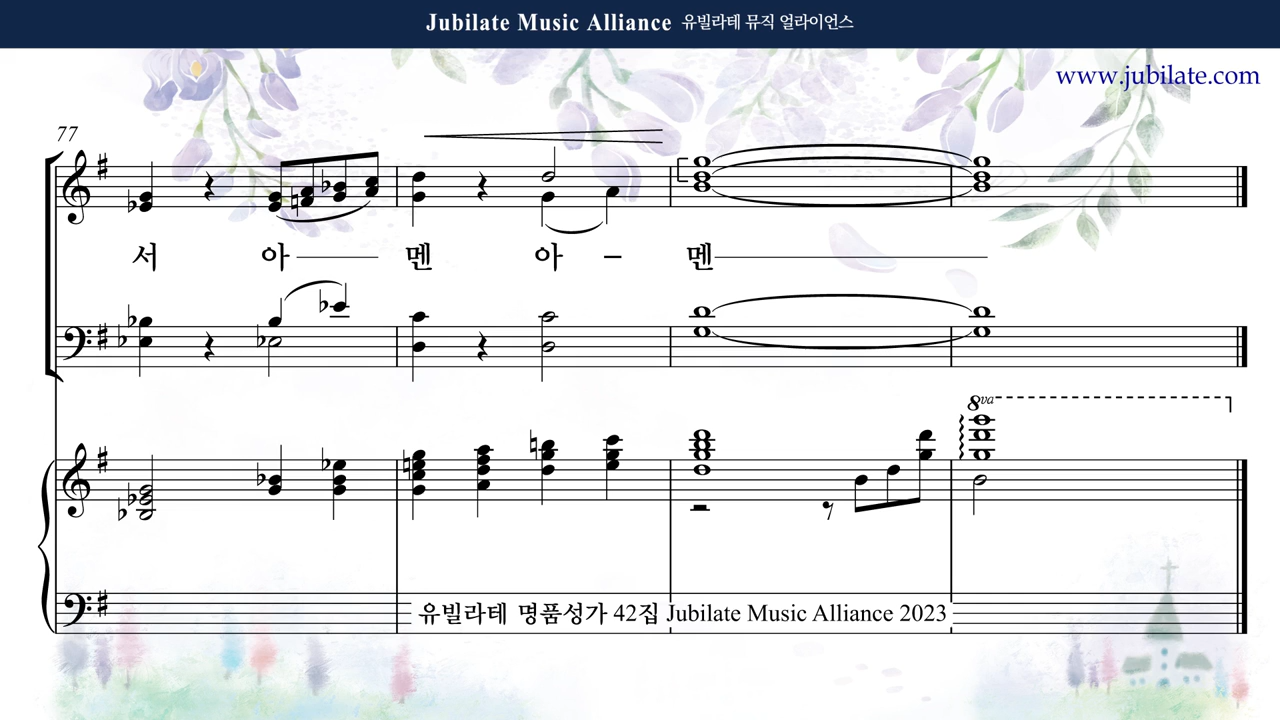 Jubilate Music Alliance 유빌라테 뮤직 얼라이언스
www.jubilate.com
77
서 아 멘 아 – 멘
8va
유빌라테 명품성가 42집 Jubilate Music Alliance 2023